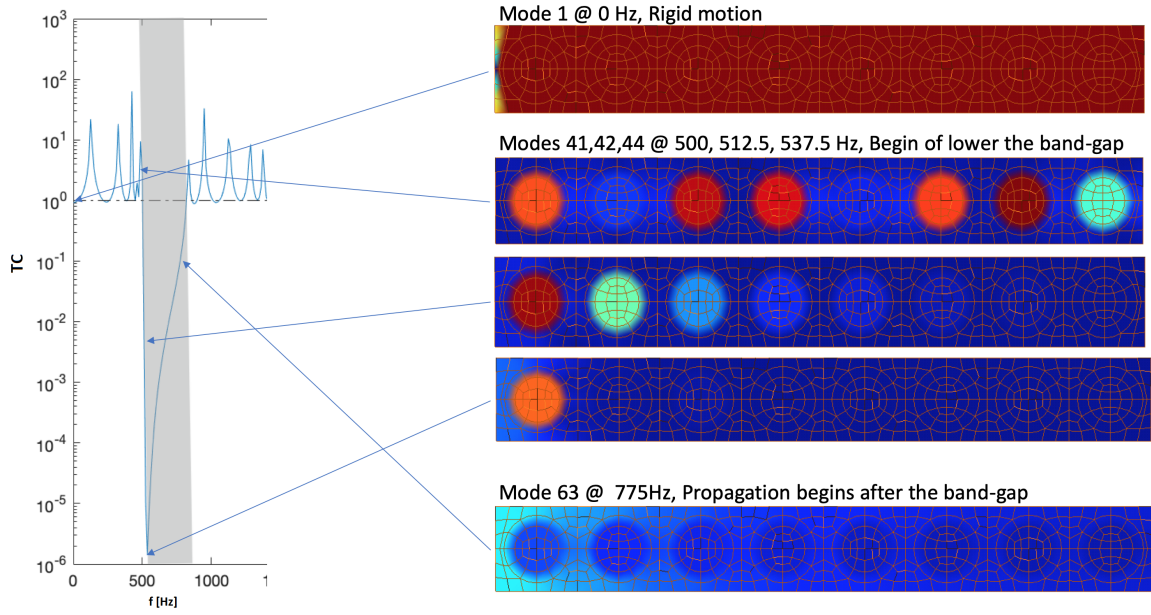 Mode 1 @ 0 Hz, Rigid motion
Modes 41,42,44 @ 500, 512.5, 537.5 Hz, Begin of lower the band-gap
Mode 63 @  775Hz, Propagation begins after the band-gap
TC
10^3
10^2
10^1
10^0
10^-1
10^-2
10^-3
10^-4
10^-5
10^-6
0 500 1000 1
f [Hz]